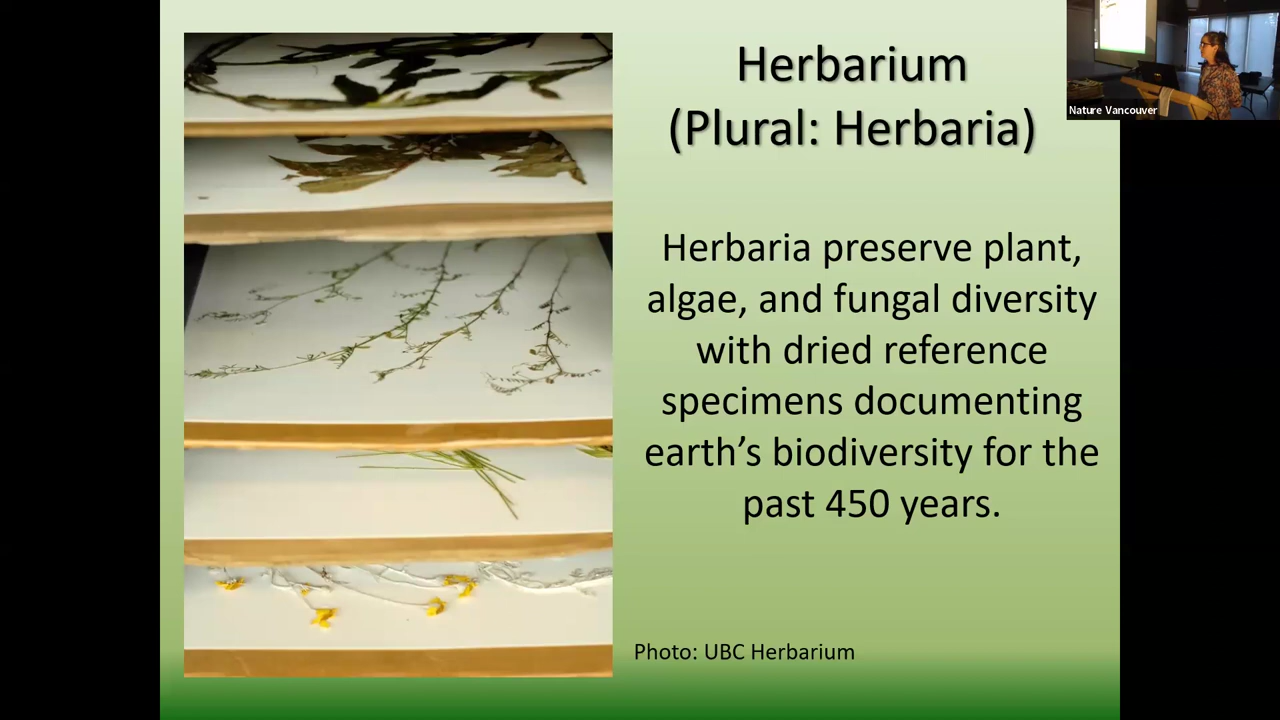 Herbarium
(Plural: Herbaria)
Nature Vancouver
Herbaria preserve plant,
algae, and fungal diversity
with dried reference
specimens documenting
earth’s biodiversity for the
past 450 years.
Photo: UBC Herbarium